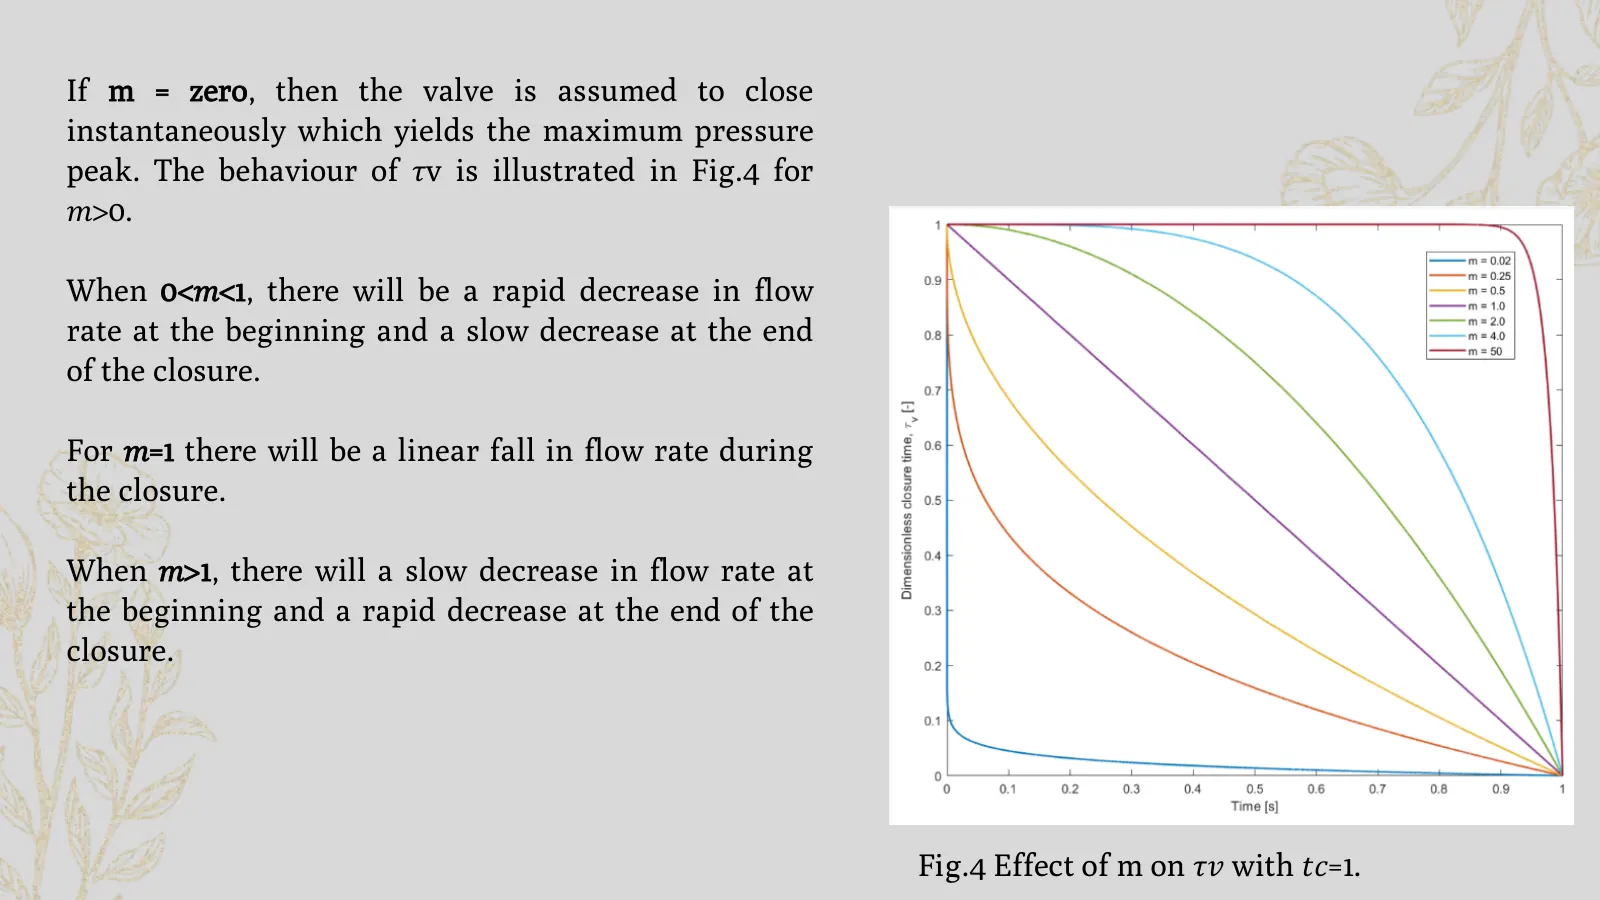 If m = zero, then the valve is assumed to close
instantaneously which yields the maximum pressure
peak. The behaviour of τv is illustrated in Fig.4 for
m>0.
When 0<m<1, there will be a rapid decrease in flow
rate at the beginning and a slow decrease at the end
of the closure.
For m=1 there will be a linear fall in flow rate during
the closure.
When m>1, there will a slow decrease in flow rate at
the beginning and a rapid decrease at the end of the
closure.
1
0.9
0.8
0.7
0.6
0.5
0.4
0.3
0.2
0.1
0
Dimensionless closure time, τv [-]
m = 0.02
m = 0.25
m = 0.5
m = 1.0
m = 2.0
m = 4.0
m = 50
0 0.1 0.2 0.3 0.4 0.5 0.6 0.7 0.8 0.9 1
Time [s]
Fig.4 Effect of m on τv with tc=1.